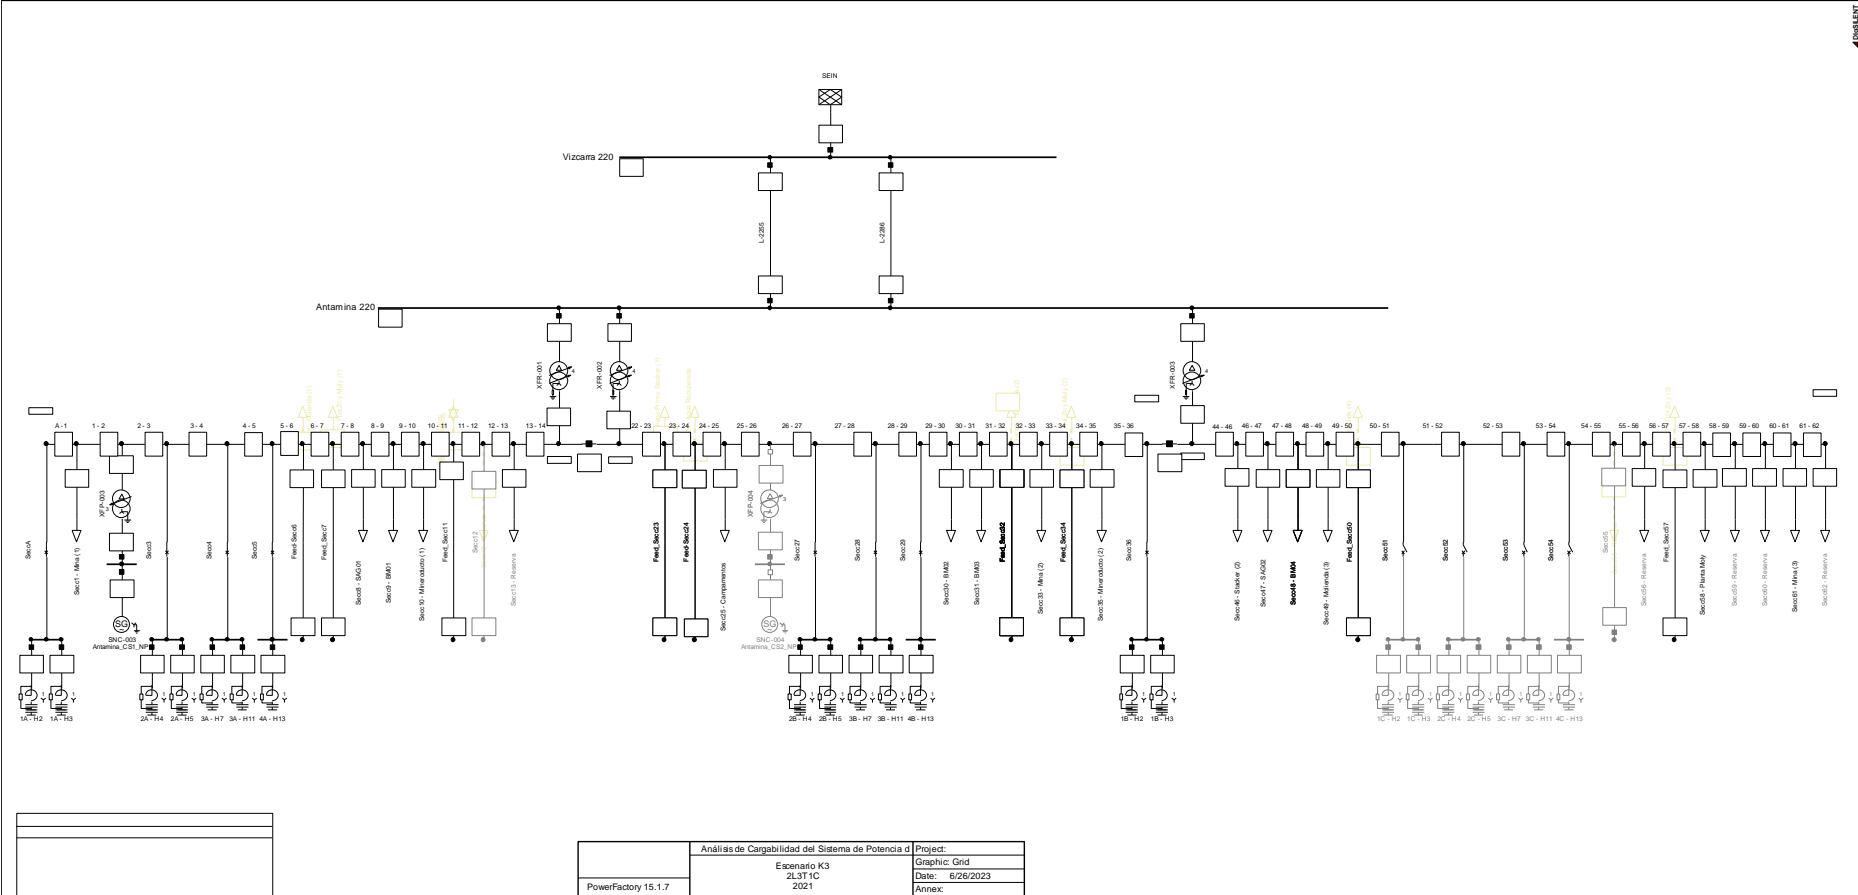 DIgSILENT
SEIN
Vizcarra 220
L-2255
L-2286
Antamina 220
XFR-001
4
XFR-002
4
XFR-003
4
A - 1
1 - 2
2 - 3
3 - 4
4 - 5
5 - 6
6 - 7
7 - 8
8 - 9
9 - 10
10 - 11
11 - 12
12 - 13
13 - 14
22 - 23
23 - 24
24 - 25
25 - 26
26 - 27
27 - 28
28 - 29
29 - 30
30 - 31
31 - 32
32 - 33
33 - 34
34 - 35
35 - 36
44 - 46
46 - 47
47 - 48
48 - 49
49 - 50
50 - 51
51 - 52
52 - 53
53 - 54
54 - 55
55 - 56
56 - 57
57 - 58
58 - 59
59 - 60
60 - 61
61 - 62
SeccA
Secc1 - Mina (1)
XFP-003
3
Secc3
Secc4
Secc5
Feed-Secc6
Feed_Secc7
Secc8 - SAG01
Secc9 - BM01
Secc10 - Mineroducto (1)
Feed_Secc11
Secc12
Secc13 - Reserva
Feed_Secc23
Feed-Secc24
Secc25 - Campamentos
XFP-004
3
Secc27
Secc28
Secc29
Secc30 - BM02
Secc31 - BM03
Feed_Secc32
Secc33 - Mina (2)
Feed_Secc34
Secc35 - Mineroducto (2)
Secc36
Secc46 - Stacker (2)
Secc47 - SAG02
Secc48 - BM04
Secc49 - Molienda (3)
Feed_Secc50
Secc51
Secc52
Secc53
Secc54
Secc55
Secc56 - Reserva
Feed_Secc57
Secc58 - Planta Moly
Secc59 - Reserva
Secc60 - Reserva
Secc61 - Mina (3)
Secc62 - Reserva
SG
SNC-003
Antamina_CS1_NP
SG
SNC-004
Antamina_CS2_NP
1A - H2
1A - H3
2A - H4
2A - H5
3A - H7
3A - H11
4A - H13
2B - H4
2B - H5
3B - H7
3B - H11
4B - H13
1B - H2
1B - H3
1C - H2
1C - H3
2C - H4
2C - H5
3C - H7
3C - H11
4C - H13
Análisis de Cargabilidad del Sistema de Potencia d
Escenario K3
2L3T1C
2021
PowerFactory 15.1.7
Project:
Graphic: Grid
Date: 6/26/2023
Annex: